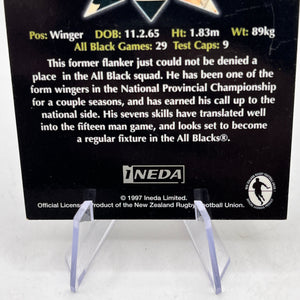 Pos: Winger DOB: 11.2.65 Ht: 1.83m Wt: 89kg
All Black Games: 29 Test Caps: 9
This former flanker just could not be denied a
place in the All Black squad. He has been one of the
form wingers in the National Provincial Championship
for a couple seasons, and has earned his call up to the
national side. His sevens skills have translated well
into the fifteen man game, and looks set to become
a regular fixture in the All Blacks®.
INEDA
© 1997 Ineda Limited.
Official Licensed Product of the New Zealand Rugby Football Union.